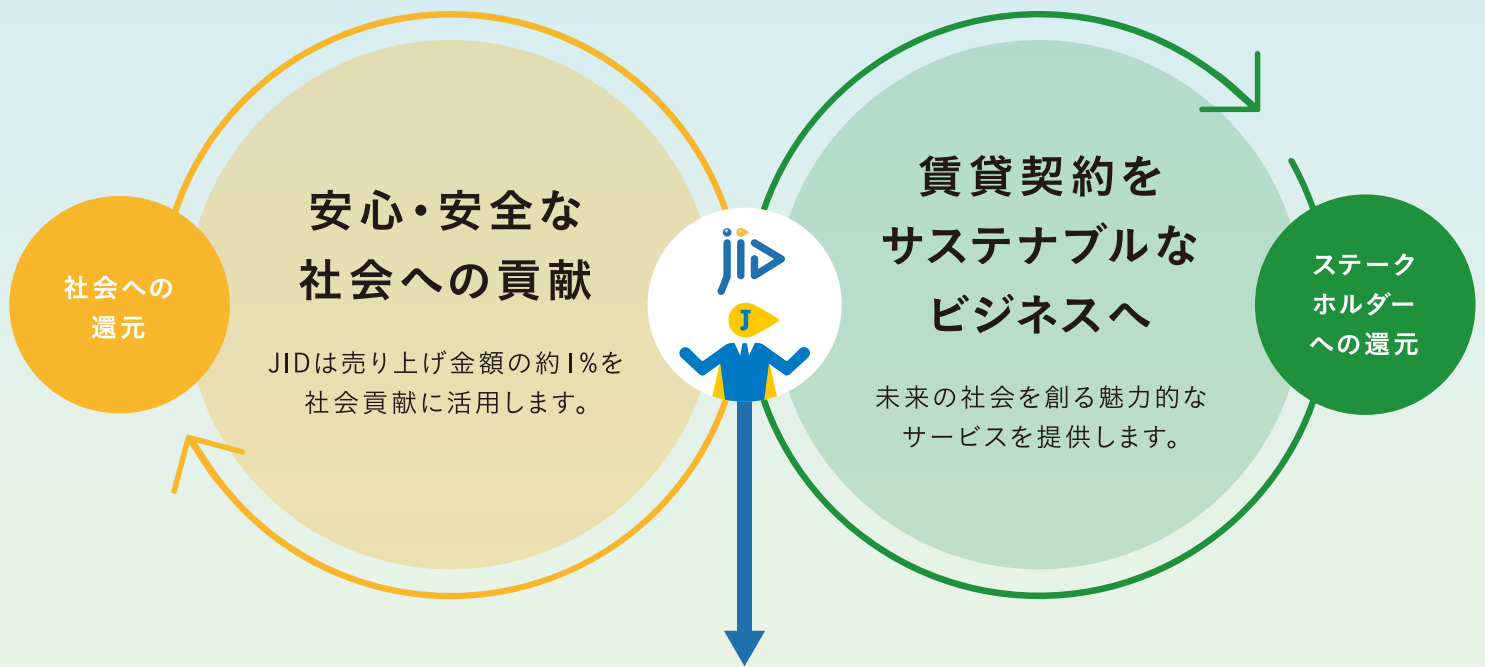 社会への
還元
安心・安全な
社会への貢献
JIDは売り上げ金額の約1%を
社会貢献に活用します。
jID
J
賃貸契約を
サステナブルな
ビジネスへ
未来の社会を創る魅力的な
サービスを提供します。
ステーク
ホルダー
への還元